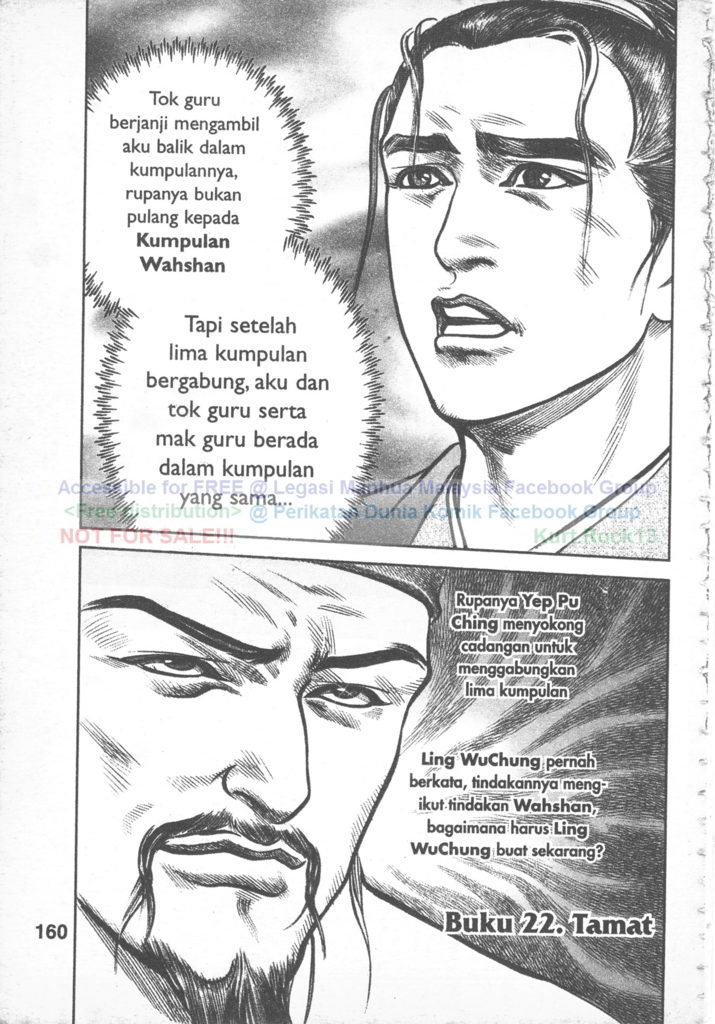 Tok guru
berjanji mengambil
aku balik dalam
kumpulannya,
rupanya bukan
pulang kepada
Kumpulan
Wahshan
Tapi setelah
lima kumpulan
bergabung, aku dan
tok guru serta
mak guru berada
dalam kumpulan
yang sama...
Accessible for FREE @ Legasi Manhua Malaysia Facebook Group
<Free distribution> @ Perikatan Dunia Komik Facebook Group
NOT FOR SALE!!! Kurt Rock13
Rupanya Yep Pu
Ching menyokong
cadangan untuk
menggabungkan
lima kumpulan
Ling WuChung pernah
berkata, tindakannya meng-
ikut tindakan Wahshan,
bagaimana harus Ling
WuChung buat sekarang?
160
Buku 22. Tamat